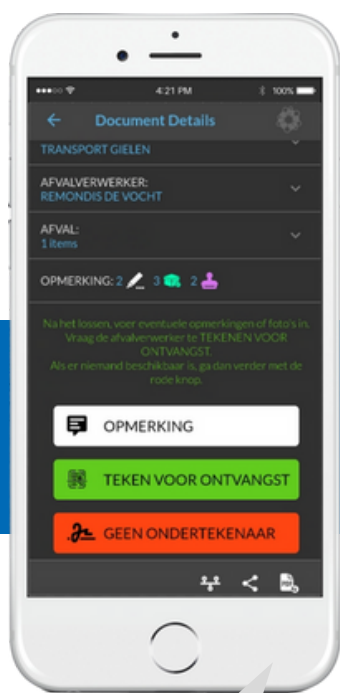 4:21 PM
100%
Document Details
TRANSPORT GIELEN
AFVALVERWERKER:
REMONDIS DE VOCHT
AFVAL:
1 items
OPMERKING: 2 3 2
Na het lossen, voer eventuele opmerkingen of foto's in.
Vraag de afvalverwerker te TEKENEN VOOR
ONTVANGST.
Als er niemand beschikbaar is, ga dan verder met de
rode knop.
OPMERKING
TEKEN VOOR ONTVANGST
GEEN ONDERTEKENAAR
PDF